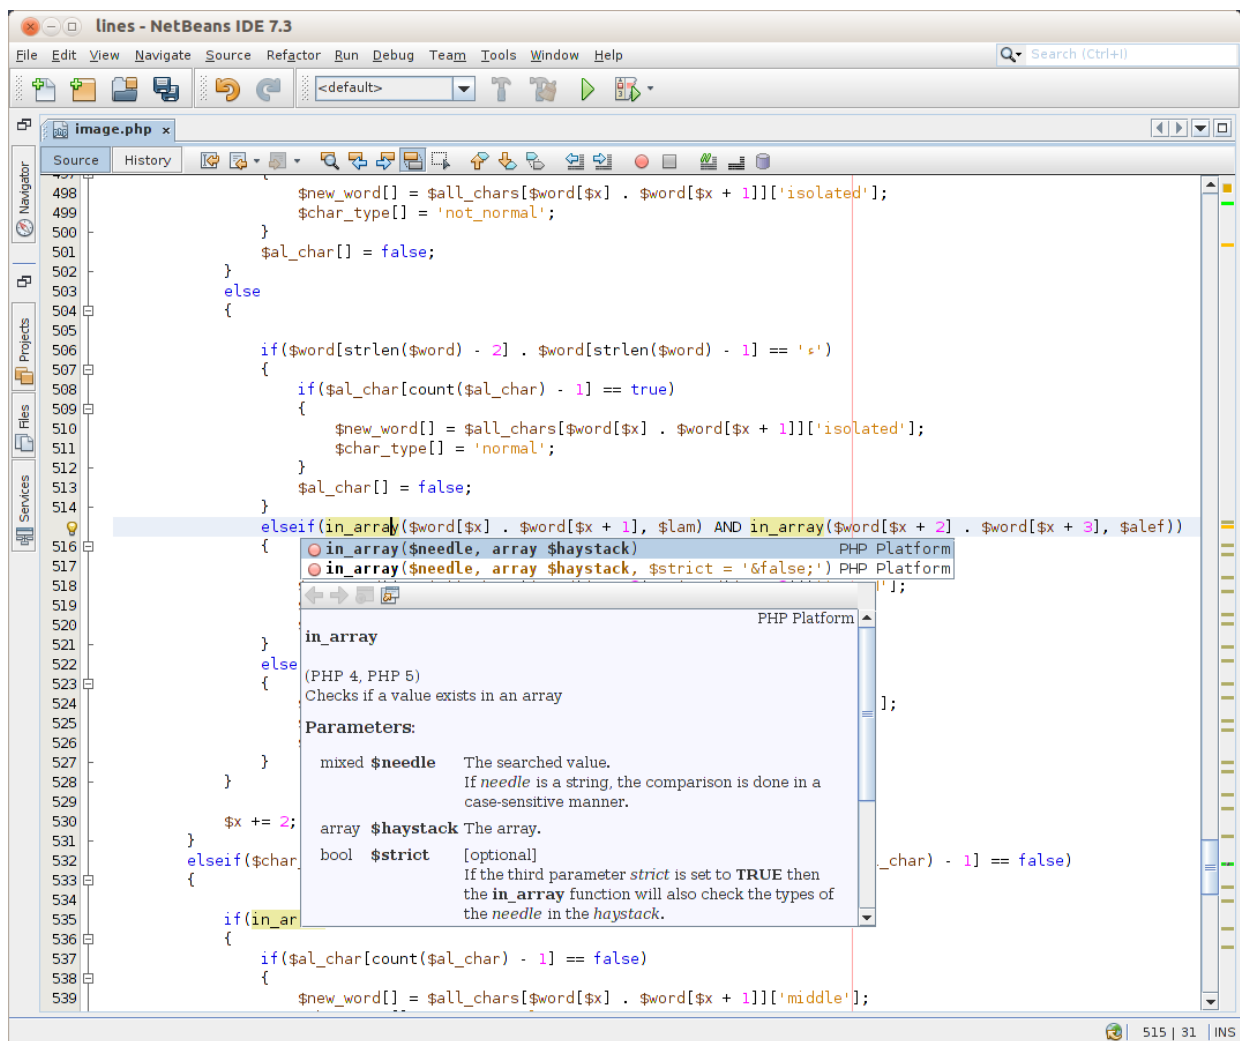 lines - NetBeans IDE 7.3
File Edit View Navigate Source Refactor Run Debug Team Tools Window Help
Search (Ctrl+I)
<default>
image.php x
Source History
Navigator
Projects
Files
Services
498 $new_word[] = $all_chars[$word[$x] . $word[$x + 1]]['isolated'];
499 $char_type[] = 'not_normal';
500 }
501 $al_char[] = false;
502 }
503 else
504 {
505
506 if($word[strlen($word) - 2] . $word[strlen($word) - 1] == 'ء')
507 {
508 if($al_char[count($al_char) - 1] == true)
509 {
510 $new_word[] = $all_chars[$word[$x] . $word[$x + 1]]['isolated'];
511 $char_type[] = 'normal';
512 }
513 $al_char[] = false;
514 }
elseif(in_array($word[$x] . $word[$x + 1], $lam) AND in_array($word[$x + 2] . $word[$x + 3], $alef))
516 {
in_array($needle, array $haystack) PHP Platform
517
in_array($needle, array $haystack, $strict = '&false;') PHP Platform
518 '];
519
520
PHP Platform
521 }
in_array
522 else
(PHP 4, PHP 5)
523 {
Checks if a value exists in an array
524 ];
525
Parameters:
526
527 }
mixed $needle The searched value.
528 }
If needle is a string, the comparison is done in a
529
case-sensitive manner.
530 $x += 2;
array $haystack The array.
531 }
bool $strict [optional]
532 elseif($char _char) - 1] == false)
If the third parameter strict is set to TRUE then
533 {
the in_array function will also check the types of
534
the needle in the haystack.
535 if(in_ar
536 {
537 if($al_char[count($al_char) - 1] == false)
538 {
539 $new_word[] = $all_chars[$word[$x] . $word[$x + 1]]['middle'];
515 | 31 INS